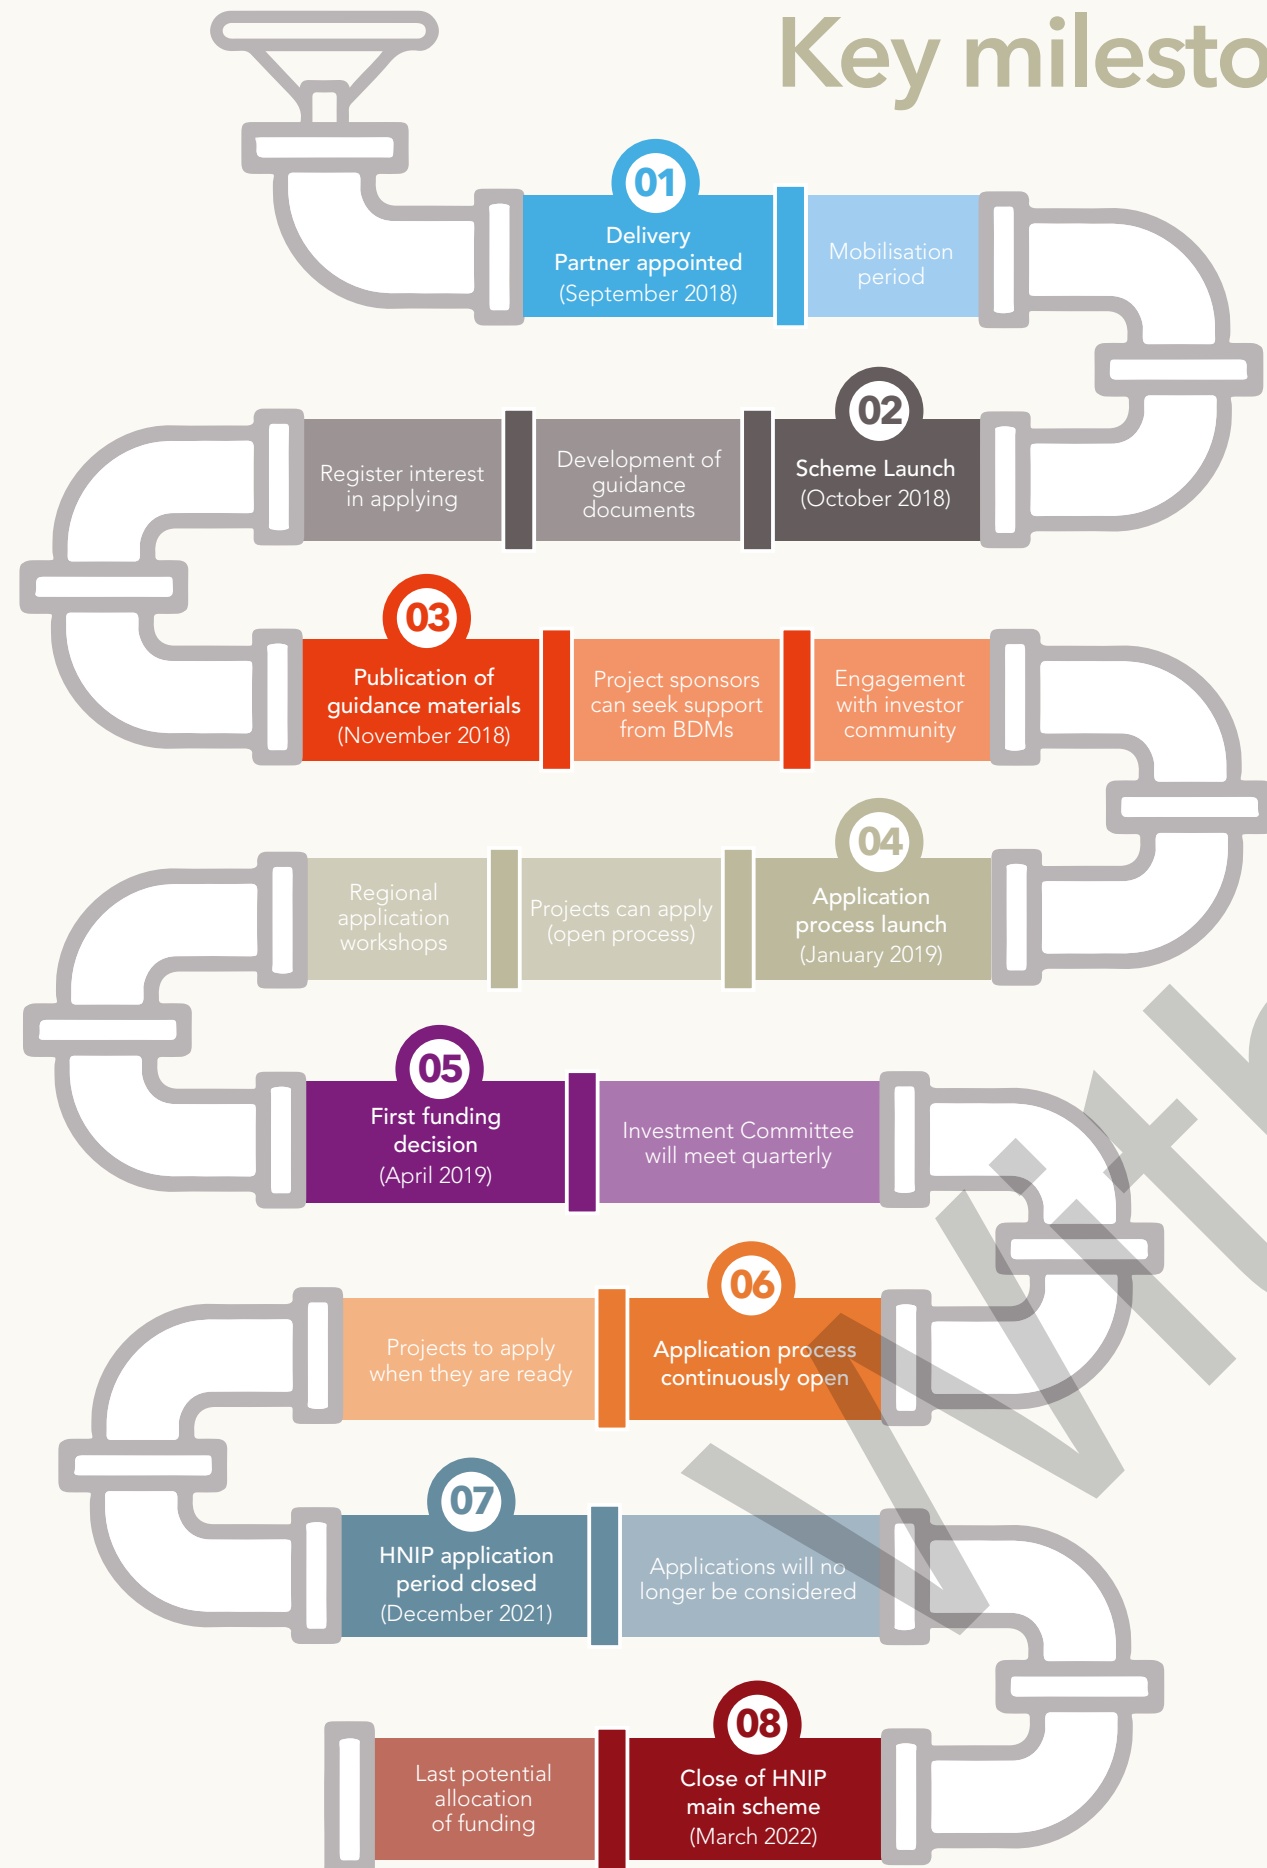 Key milesto
01
Delivery
Partner appointed
(September 2018)
Mobilisation
period
02
Scheme Launch
(October 2018)
Development of
guidance
documents
Register interest
in applying
03
Publication of
guidance materials
(November 2018)
Project sponsors
can seek support
from BDMs
Engagement
with investor
community
04
Application
process launch
(January 2019)
Projects can apply
(open process)
Regional
application
workshops
05
First funding
decision
(April 2019)
Investment Committee
will meet quarterly
06
Application process
continuously open
Projects to apply
when they are ready
07
HNIP application
period closed
(December 2021)
Applications will no
longer be considered
08
Close of HNIP
main scheme
(March 2022)
Last potential
allocation
of funding